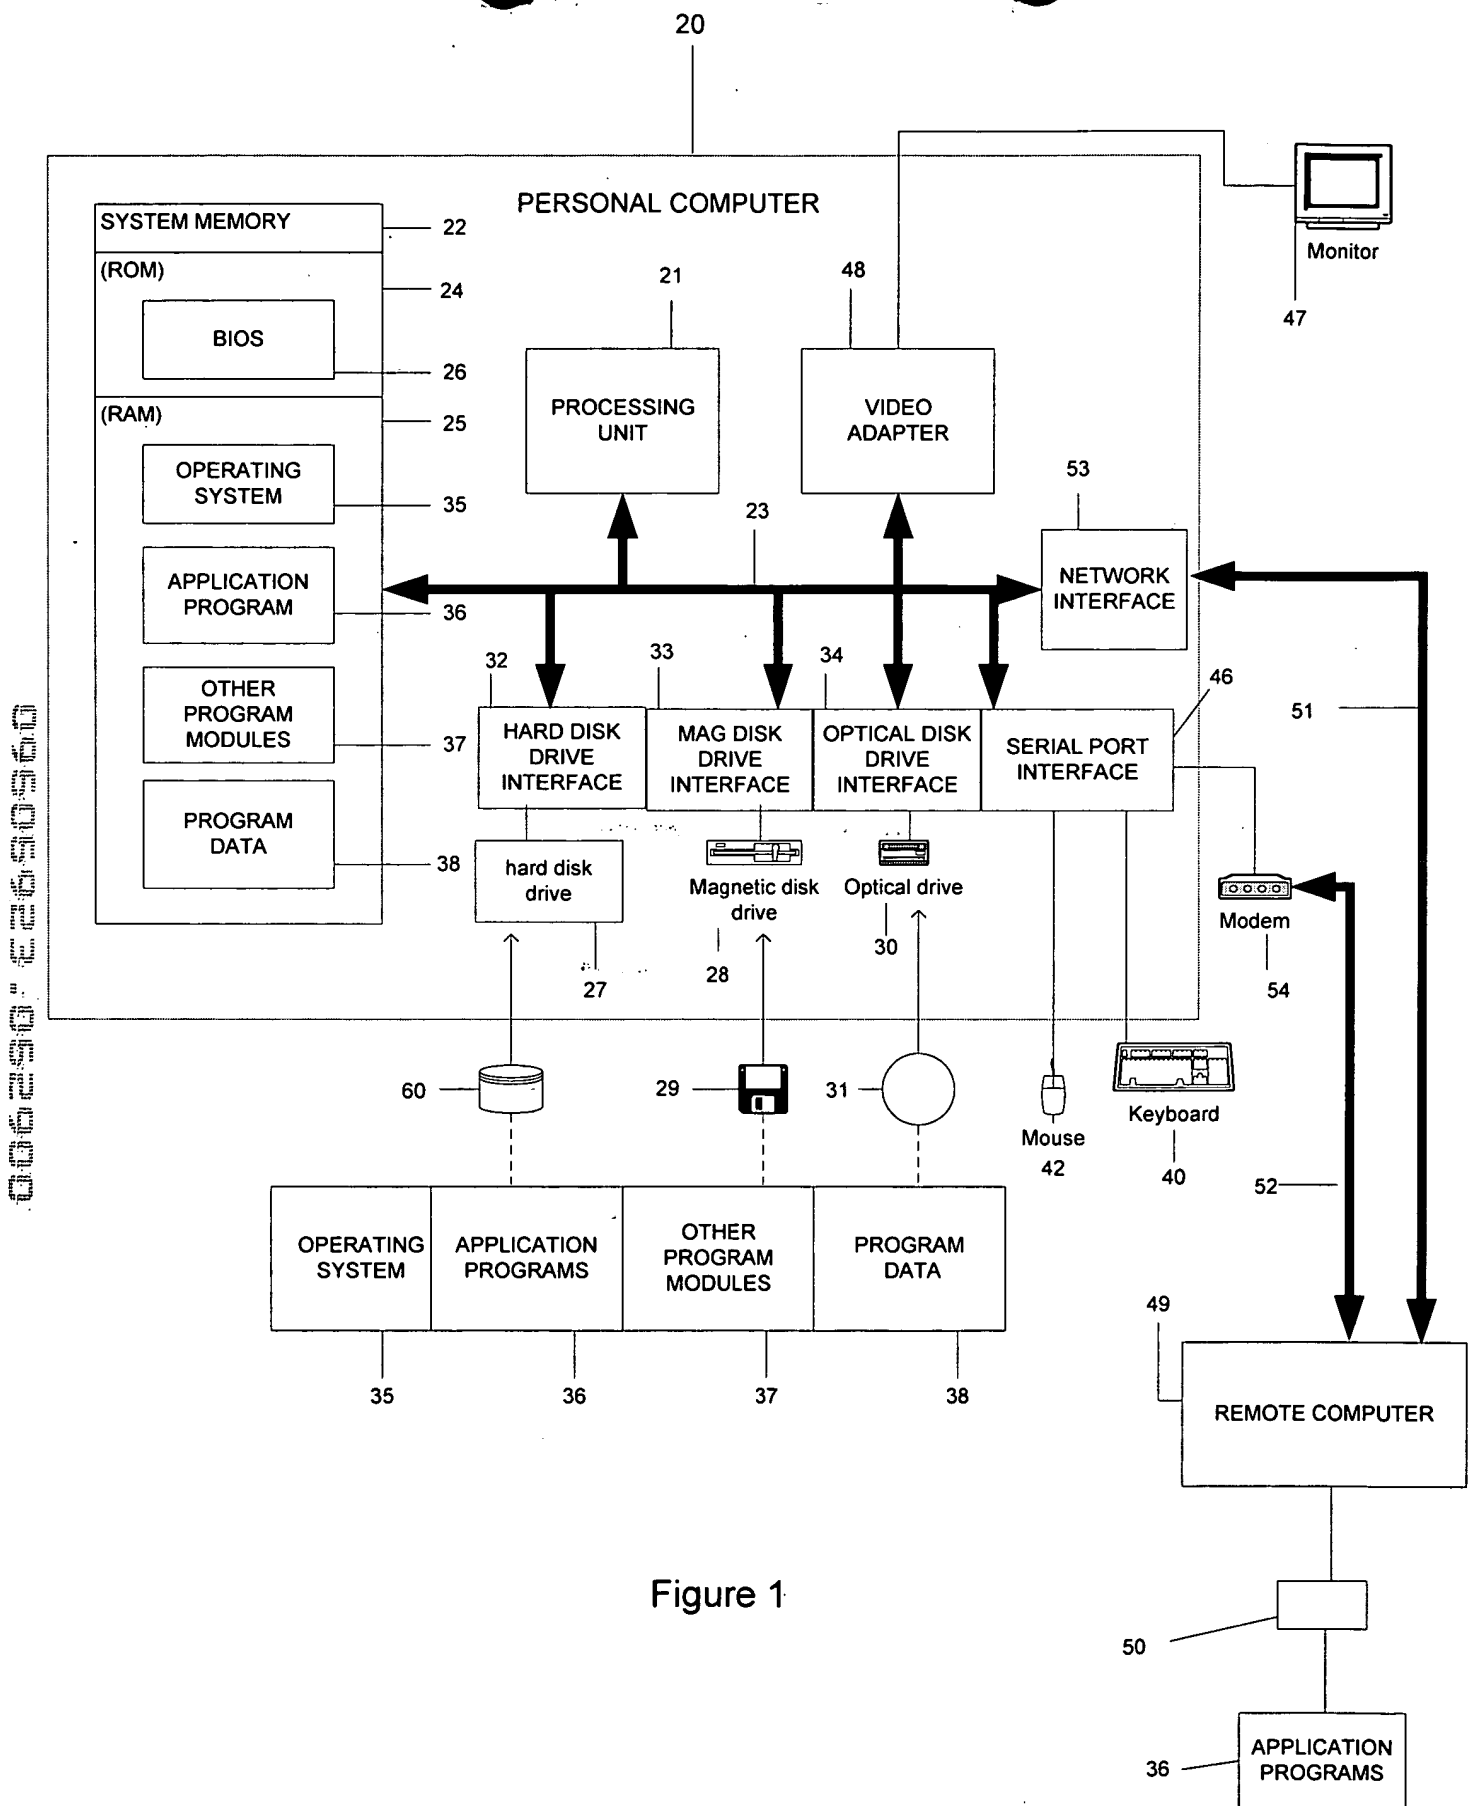 20
PERSONAL COMPUTER
SYSTEM MEMORY
22
(ROM)
24
BIOS
26
(RAM)
25
OPERATING
SYSTEM
35
APPLICATION
PROGRAM
36
OTHER
PROGRAM
MODULES
37
PROGRAM
DATA
38
21
PROCESSING
UNIT
48
VIDEO
ADAPTER
Monitor
47
23
53
NETWORK
INTERFACE
32
HARD DISK
DRIVE
INTERFACE
33
MAG DISK
DRIVE
INTERFACE
34
OPTICAL DISK
DRIVE
INTERFACE
46
SERIAL PORT
INTERFACE
51
hard disk
drive
27
Magnetic disk
drive
28
Optical drive
30
Modem
54
60
29
31
Mouse
42
Keyboard
40
52
OPERATING
SYSTEM
APPLICATION
PROGRAMS
OTHER
PROGRAM
MODULES
PROGRAM
DATA
35
36
37
38
49
REMOTE COMPUTER
50
36
APPLICATION
PROGRAMS
Figure 1